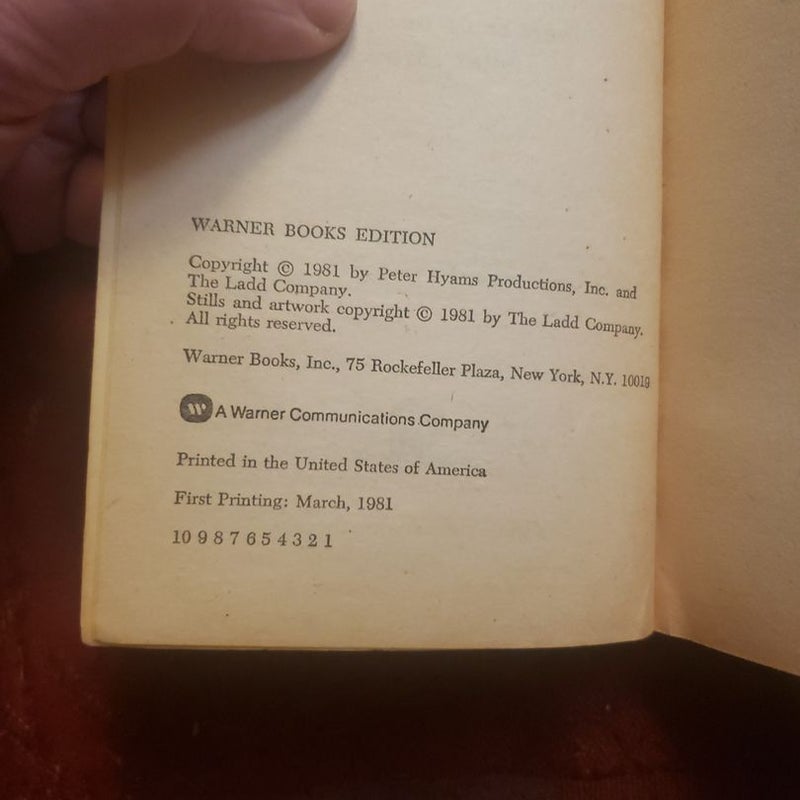 WARNER BOOKS EDITION
Copyright © 1981 by Peter Hyams Productions, Inc. and
The Ladd Company.
Stills and artwork copyright © 1981 by The Ladd Company.
All rights reserved.
Warner Books, Inc., 75 Rockefeller Plaza, New York, N.Y. 10019
W A Warner Communications Company
Printed in the United States of America
First Printing: March, 1981
10 9 8 7 6 5 4 3 2 1